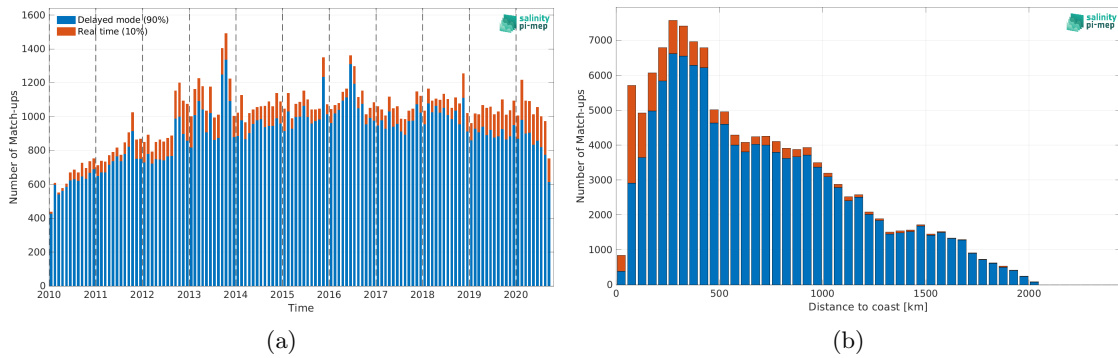 Delayed mode (90%)
Real time (10%)
salinity
pi-mep
Number of Match-ups
1600
1400
1200
1000
800
600
400
200
0
2010 2011 2012 2013 2014 2015 2016 2017 2018 2019 2020
Time
(a)
salinity
pi-mep
Number of Match-ups
7000
6000
5000
4000
3000
2000
1000
0
0 500 1000 1500 2000
Distance to coast [km]
(b)